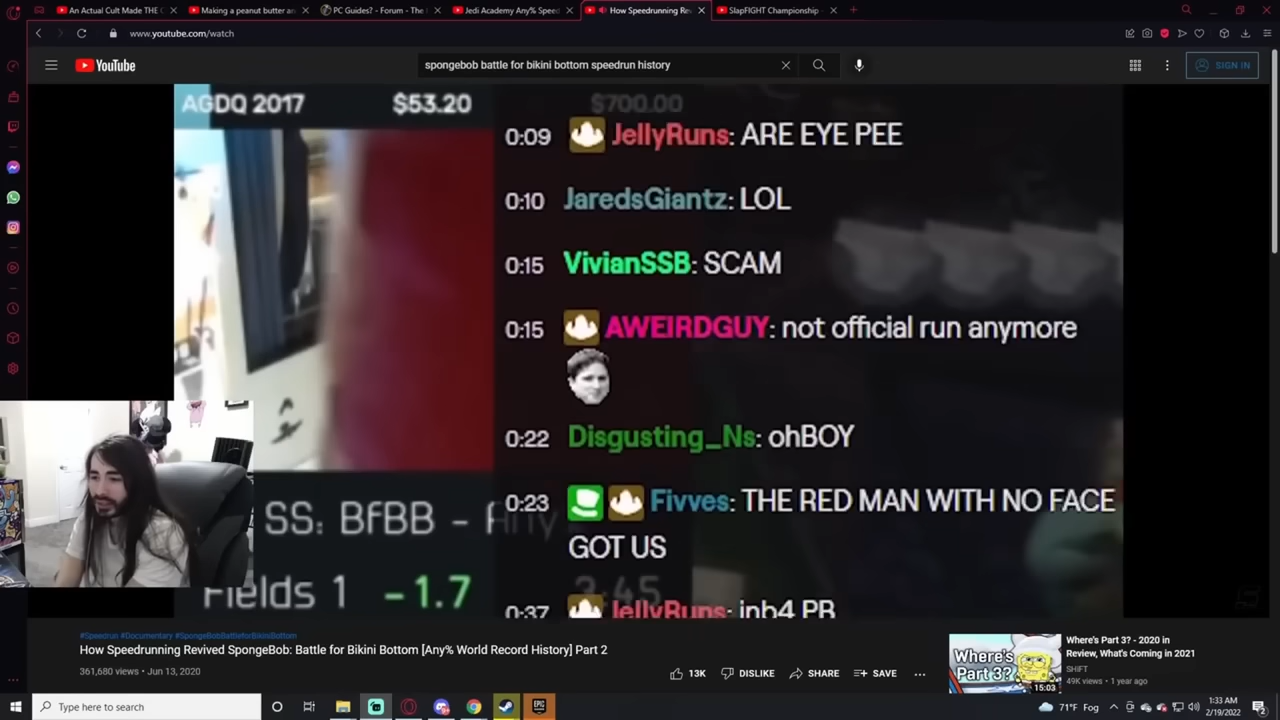 An Actual Cult Made THE C
Making a peanut butter an
PC Guides? - Forum - The
Jedi Academy Any% Speed
How Speedrunning Rev
SlapFIGHT Championship
www.youtube.com/watch
YouTube
spongebob battle for bikini bottom speedrun history
SIGN IN
AGDQ 2017 $53.20 $700.00
0:09 JellyRuns: ARE EYE PEE
0:10 JaredsGiantz: LOL
0:15 VivianSSB: SCAM
0:15 AWEIRDGUY: not official run anymore
0:22 Disgusting_Ns: ohBOY
0:23 Fivves: THE RED MAN WITH NO FACE
GOT US
0:37 JellyRuns: inb4 PB
SS: BfBB - Any
Fields 1 -1.7 3:45
#Speedrun #Documentary #SpongeBobBattleforBikiniBottom
How Speedrunning Revived SpongeBob: Battle for Bikini Bottom [Any% World Record History] Part 2
361,680 views • Jun 13, 2020
13K DISLIKE SHARE SAVE
Where's
Part 3?
15:03
Where's Part 3? - 2020 in
Review, What's Coming in 2021
SHIFT
49K views • 1 year ago
Type here to search
71°F Fog
1:33 AM
2/19/2022
2